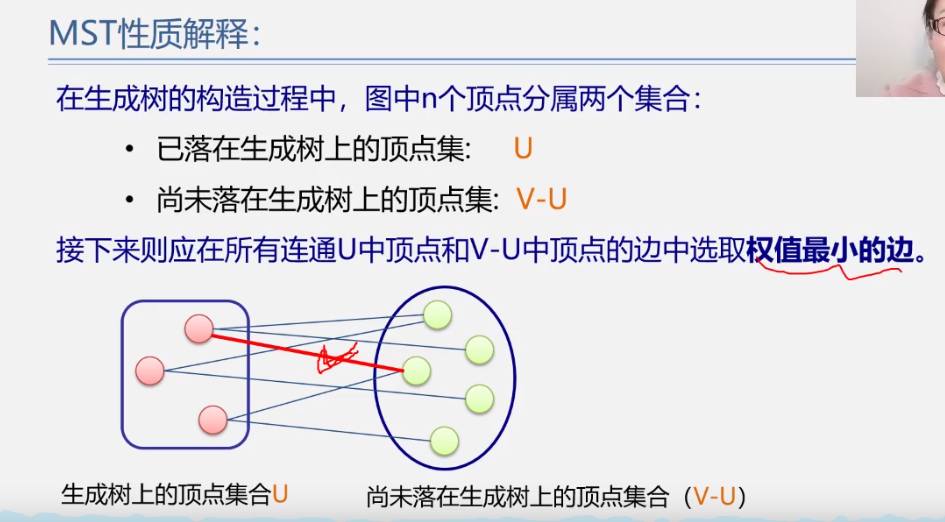 MST性质解释：
在生成树的构造过程中，图中n个顶点分属两个集合：
• 已落在生成树上的顶点集： U
• 尚未落在生成树上的顶点集：V-U
接下来则应在所有连通U中顶点和V-U中顶点的边中选取权值最小的边。
生成树上的顶点集合U
尚未落在生成树上的顶点集合（V-U）